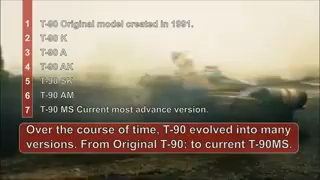 1 T-90 Original model created in 1991.
2 T-90 K
3 T-90 A
4 T-90 AK
5 T-90 SK
6 T-90 AM
7 T-90 MS Current most advance version.
Over the course of time, T-90 evolved into many
versions. From Original T-90; to current T-90MS.